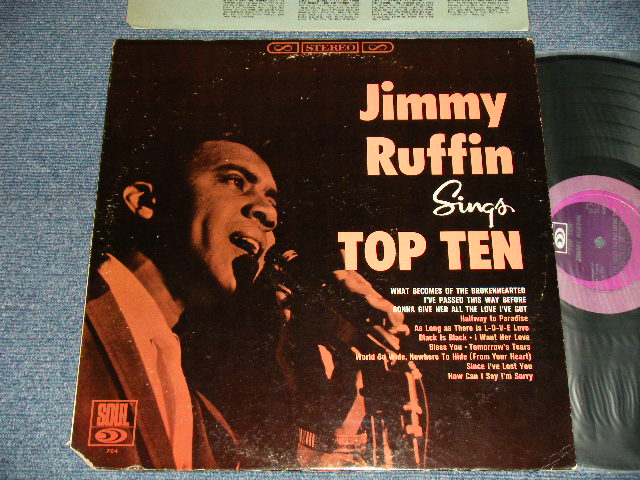 STEREO
Jimmy
Ruffin
Sings
TOP TEN
WHAT BECOMES OF THE BROKENHEARTED
I'VE PASSED THIS WAY BEFORE
GONNA GIVE HER ALL THE LOVE I'VE GOT
Halfway to Paradise
As Long as There is L-O-V-E Love
Black is Black • I Want Her Love
Bless You • Tomorrow's Tears
World So Wide, Nowhere To Hide (From Your Heart)
Since I've Lost You
How Can I Say I'm Sorry
SOUL
704
JIMMY RUFFIN